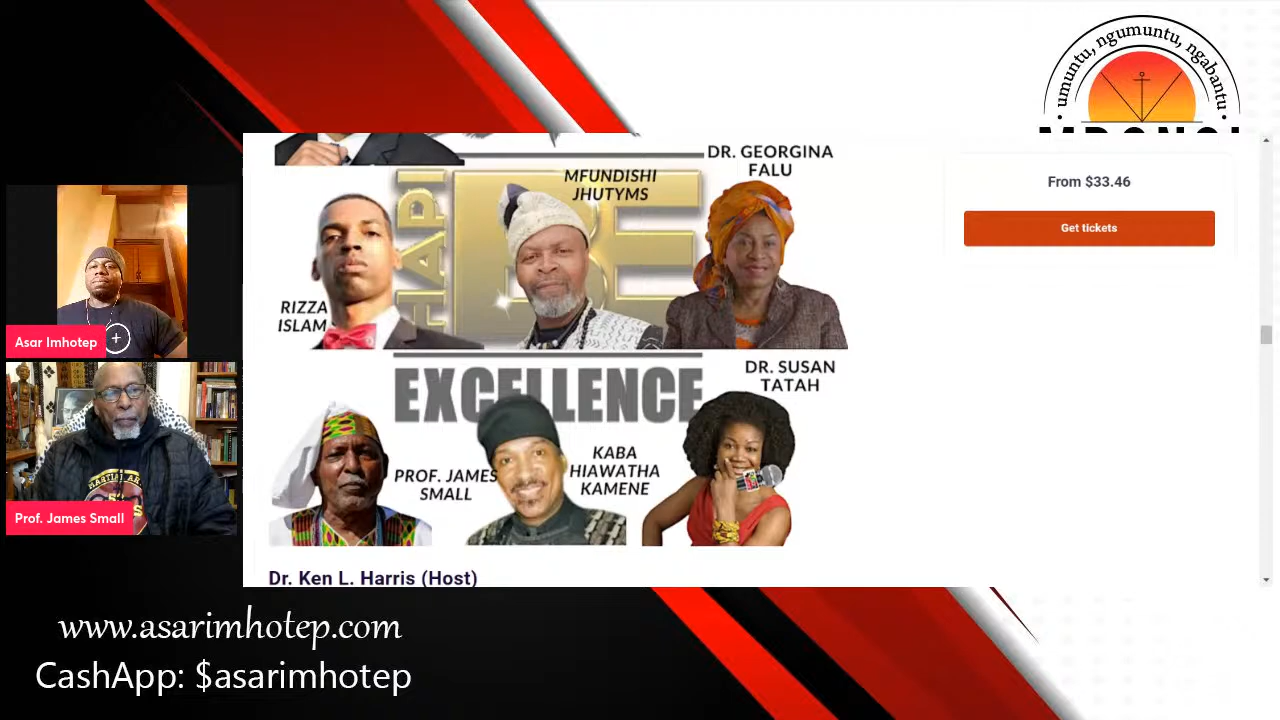 umuntu, ngumuntu, ngabantu
DR. GEORGINA
FALU
MFUNDISHI
JHUTYMS
HAPI
BE
RIZZA
ISLAM
From $33.46
Get tickets
Asar Imhotep
EXCELLENCE
DR. SUSAN
TATAH
PROF. JAMES
SMALL
KABA
HIAWATHA
KAMENE
Prof. James Small
Dr. Ken L. Harris (Host)
www.asarimhotep.com
CashApp: $asarimhotep